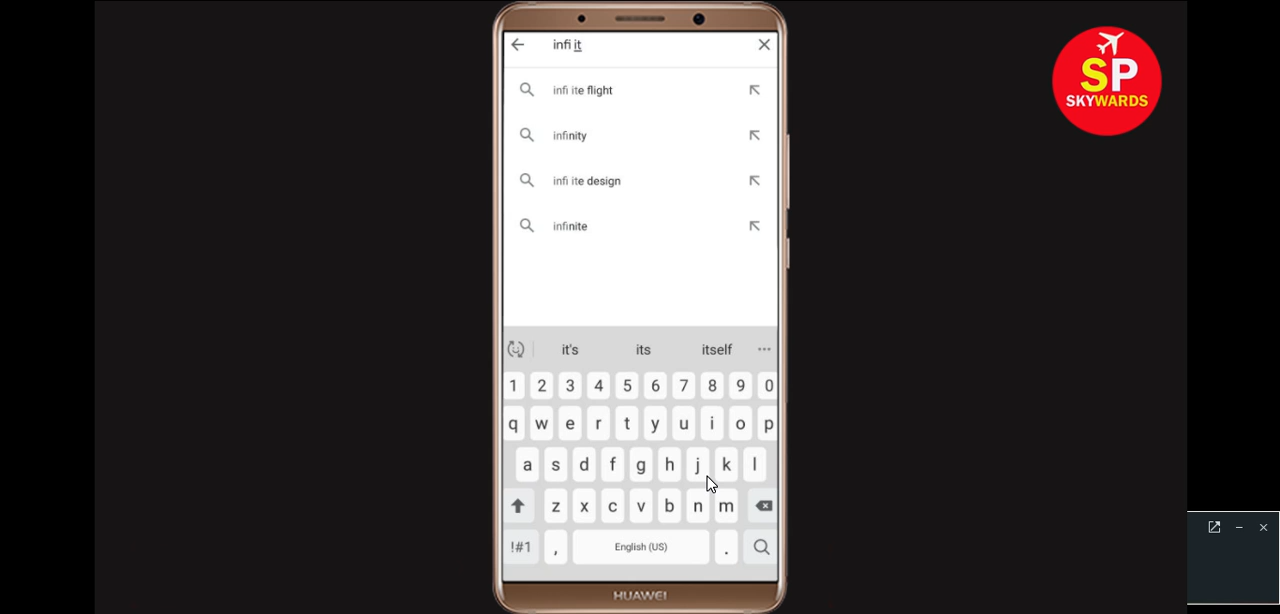 infi it
infi ite flight
infinity
infi ite design
infinite
it's its itself
1 2 3 4 5 6 7 8 9 0
q w e r t y u i o p
a s d f g h j k l
z x c v b n m
!#1 , English (US) .
HUAWEI
SP
SKYWARDS